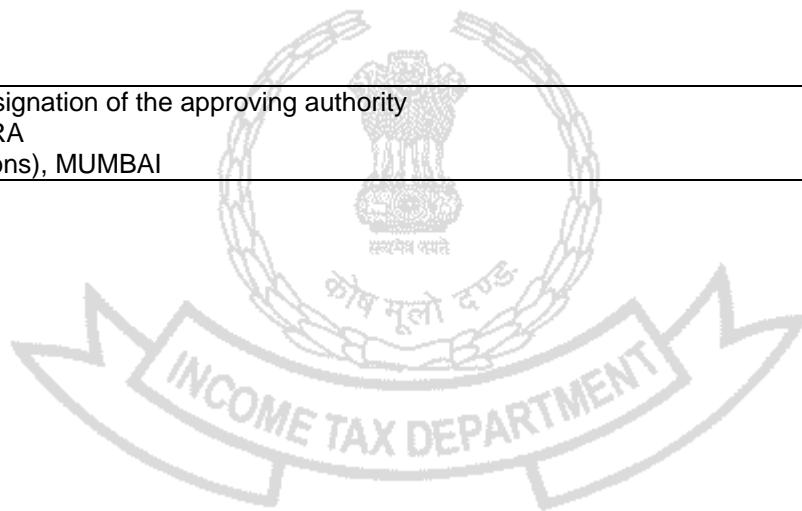 signation of the approving authority
RA
ons), MUMBAI
सत्यमेव जयते
कोष मूलो दण्डः
INCOME TAX DEPARTMENT